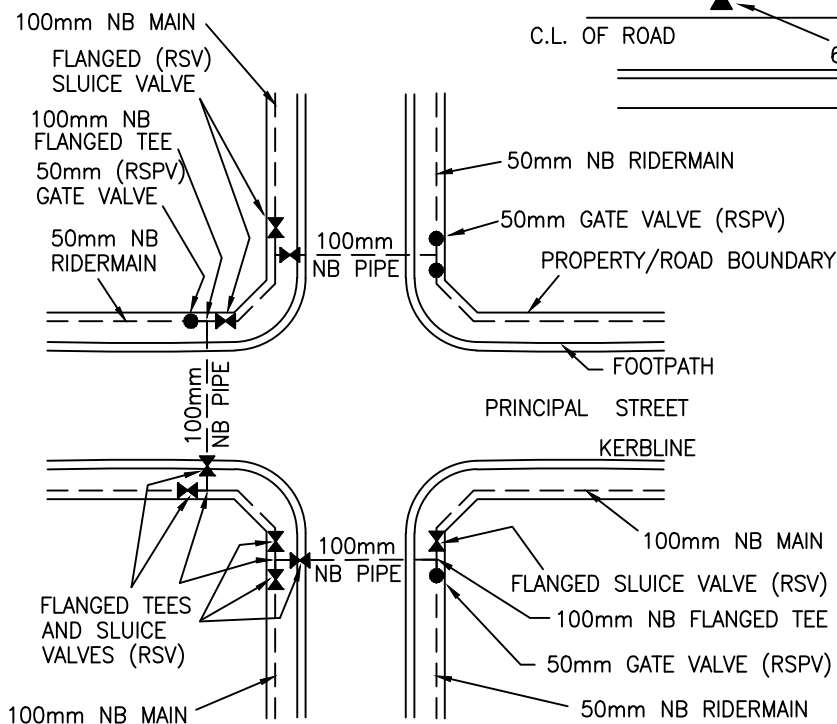 100mm NB MAIN
FLANGED (RSV)
SLUICE VALVE
100mm NB
FLANGED TEE
50mm (RSPV)
GATE VALVE
50mm NB
RIDERMAIN
C.L. OF ROAD
6
50mm NB RIDERMAIN
50mm GATE VALVE (RSPV)
100mm
NB PIPE
PROPERTY/ROAD BOUNDARY
FOOTPATH
100mm
NB PIPE
PRINCIPAL STREET
KERBLINE
100mm
NB PIPE
100mm NB MAIN
FLANGED SLUICE VALVE (RSV)
100mm NB FLANGED TEE
50mm GATE VALVE (RSPV)
50mm NB RIDERMAIN
FLANGED TEES
AND SLUICE
VALVES (RSV)
100mm NB MAIN